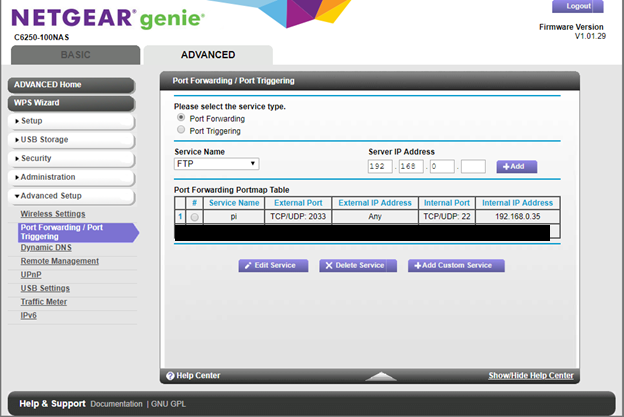 NETGEAR® genie®
Logout
C6250-100NAS
Firmware Version
V1.01.29
BASIC
ADVANCED
ADVANCED Home
WPS Wizard
Setup
USB Storage
Security
Administration
Advanced Setup
Wireless Settings
Port Forwarding / Port
Triggering
Dynamic DNS
Remote Management
UPnP
USB Settings
Traffic Meter
IPv6
Port Forwarding / Port Triggering
Please select the service type.
Port Forwarding
Port Triggering
Service Name
Server IP Address
FTP
192 . 168 . 0 .
+ Add
Port Forwarding Portmap Table
# Service Name External Port External IP Address Internal Port Internal IP Address
1 pi TCP/UDP: 2033 Any TCP/UDP: 22 192.168.0.35
Edit Service
X Delete Service
+ Add Custom Service
? Help Center
Show/Hide Help Center
Help & Support Documentation | GNU GPL